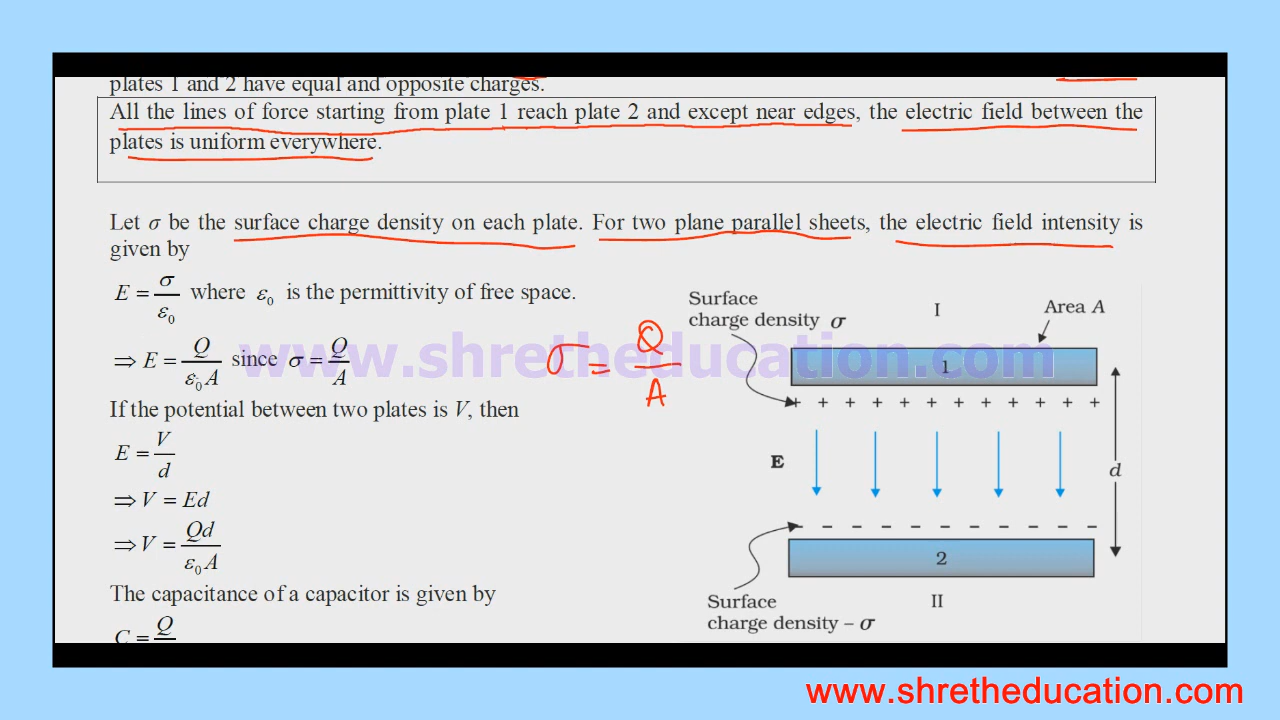 plates 1 and 2 have equal and opposite charges.
All the lines of force starting from plate 1 reach plate 2 and except near edges, the electric field between the
plates is uniform everywhere.
Let σ be the surface charge density on each plate. For two plane parallel sheets, the electric field intensity is
given by
E = σ/ε₀ where ε₀ is the permittivity of free space.
⇒ E = Q/ε₀A since σ = Q/A
σ = Q/A
www.shretheducation.com
If the potential between two plates is V, then
E = V/d
⇒ V = Ed
⇒ V = Qd/ε₀A
The capacitance of a capacitor is given by
C = Q
Surface
charge density σ
I
Area A
1
+ + + + + + + + + + + +
E
d
- - - - - - - - - - -
2
Surface
charge density – σ
II
www.shretheducation.com